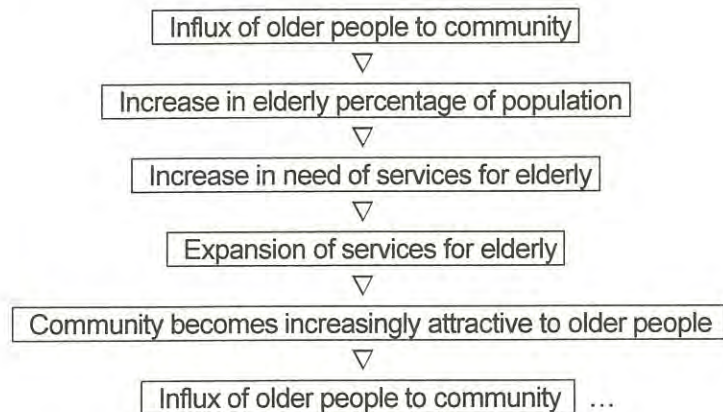 Influx of older people to community
▽
Increase in elderly percentage of population
▽
Increase in need of services for elderly
▽
Expansion of services for elderly
▽
Community becomes increasingly attractive to older people
▽
Influx of older people to community ...